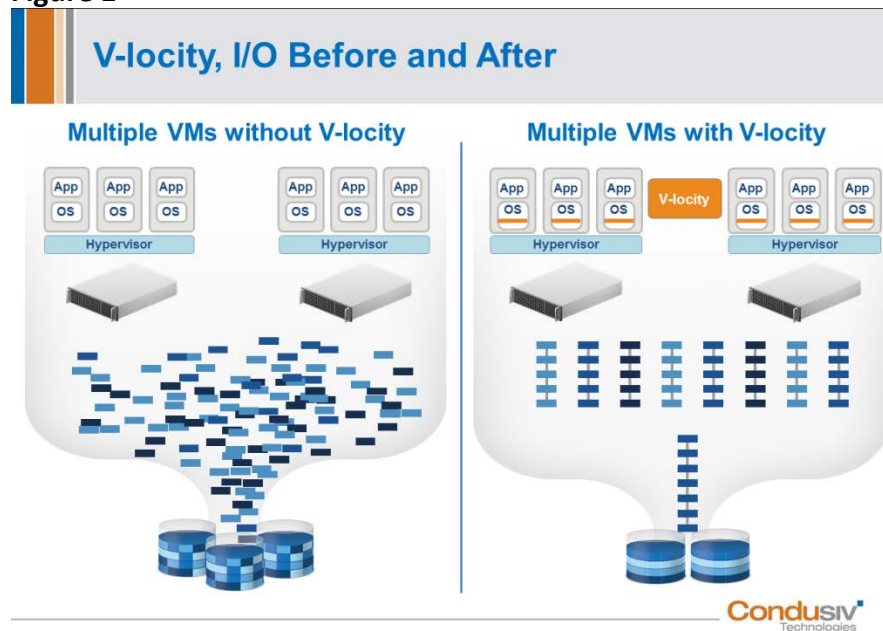 V-locity, I/O Before and After
Multiple VMs without V-locity
App App App App App App
OS OS OS OS OS OS
Hypervisor Hypervisor
Multiple VMs with V-locity
App App App V-locity App App App
OS OS OS OS OS OS
Hypervisor Hypervisor
Condusiv
Technologies